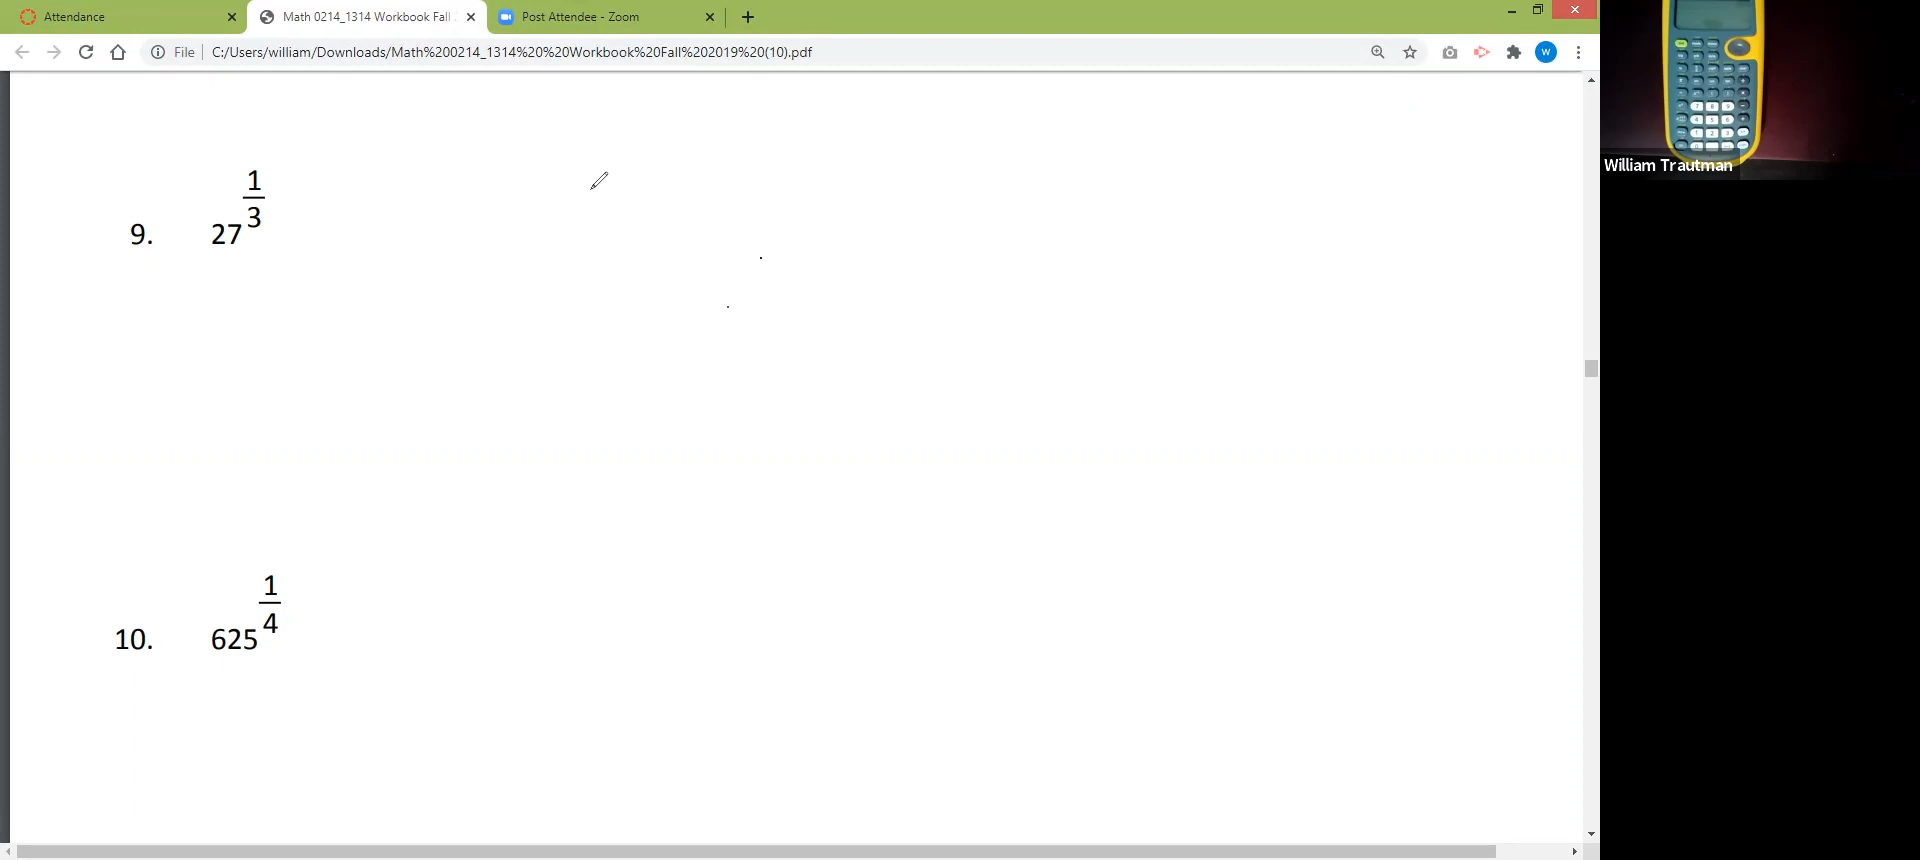 Attendance
Math 0214_1314 Workbook Fall
Post Attendee - Zoom
File
C:/Users/william/Downloads/Math%200214_1314%20%20Workbook%20Fall%202019%20(10).pdf
W
William Trautman
9. 27^(1/3)
10. 625^(1/4)